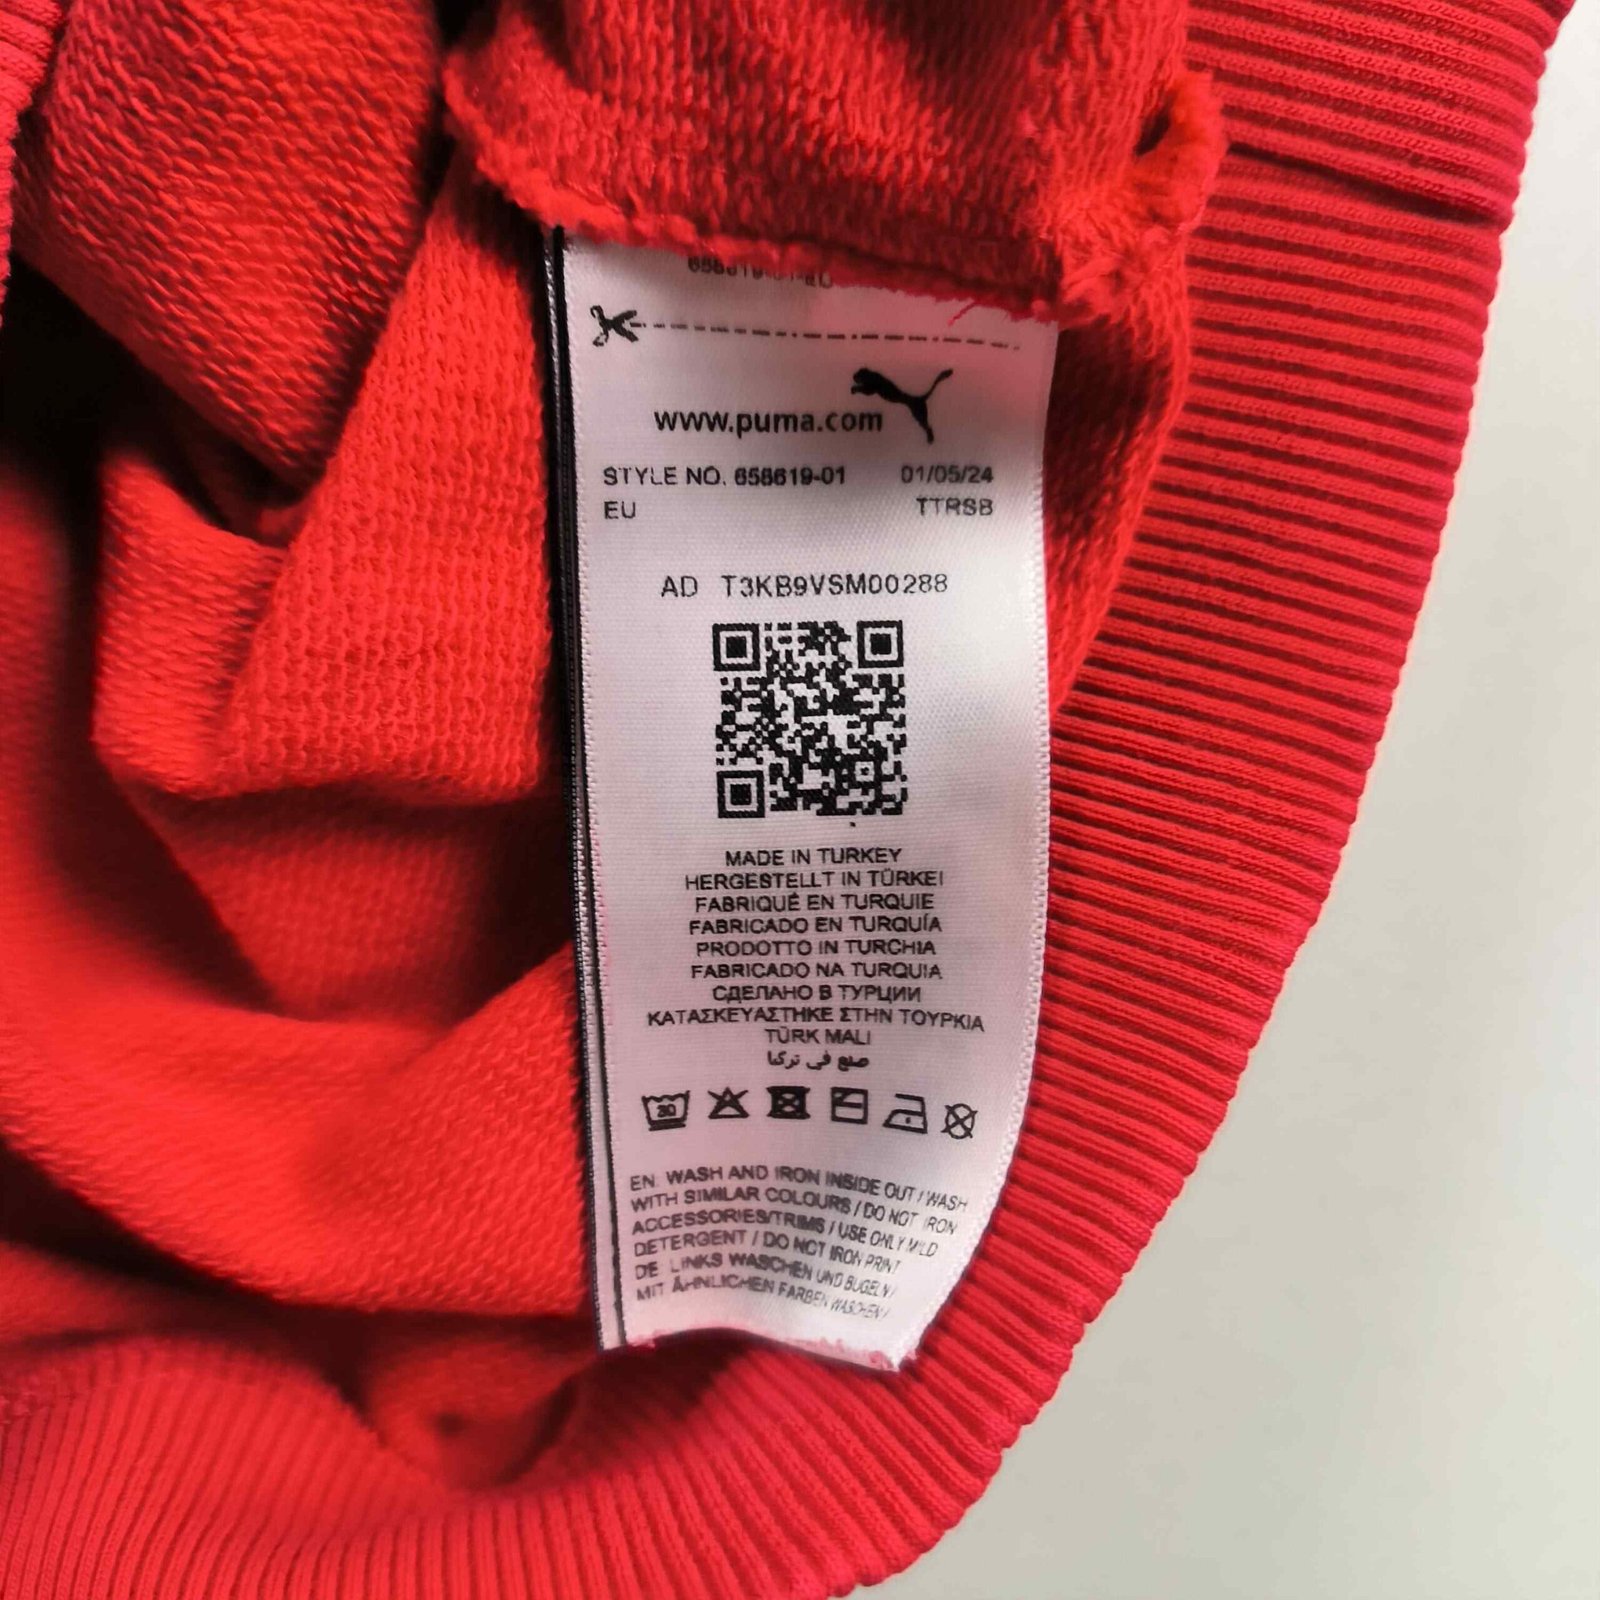 www.puma.com
STYLE NO. 658619-01 01/05/24
EU TTRSB
AD T3KB9VSM00288
MADE IN TURKEY
HERGESTELLT IN TÜRKEI
FABRIQUÉ EN TURQUIE
FABRICADO EN TURQUÍA
PRODOTTO IN TURCHIA
FABRICADO NA TURQUIA
СДЕЛАНО В ТУРЦИИ
ΚΑΤΑΣΚΕΥΑΣΤΗΚΕ ΣΤΗΝ ΤΟΥΡΚΙΑ
TÜRK MALI
صنع في تركيا
30
EN: WASH AND IRON INSIDE OUT / WASH
WITH SIMILAR COLOURS / DO NOT IRON
ACCESSORIES/TRIMS / USE ONLY MILD
DETERGENT / DO NOT IRON PRINT
DE: LINKS WASCHEN UND BÜGELN /
MIT ÄHNLICHEN FARBEN WASCHEN /